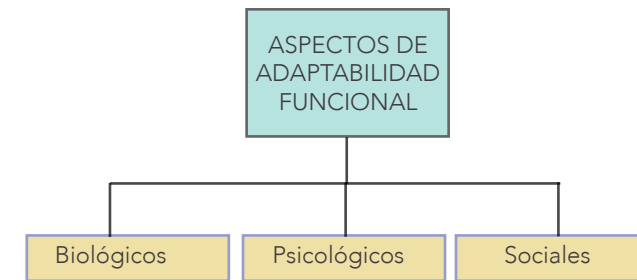 ASPECTOS DE
ADAPTABILIDAD
FUNCIONAL
Biológicos
Psicológicos
Sociales